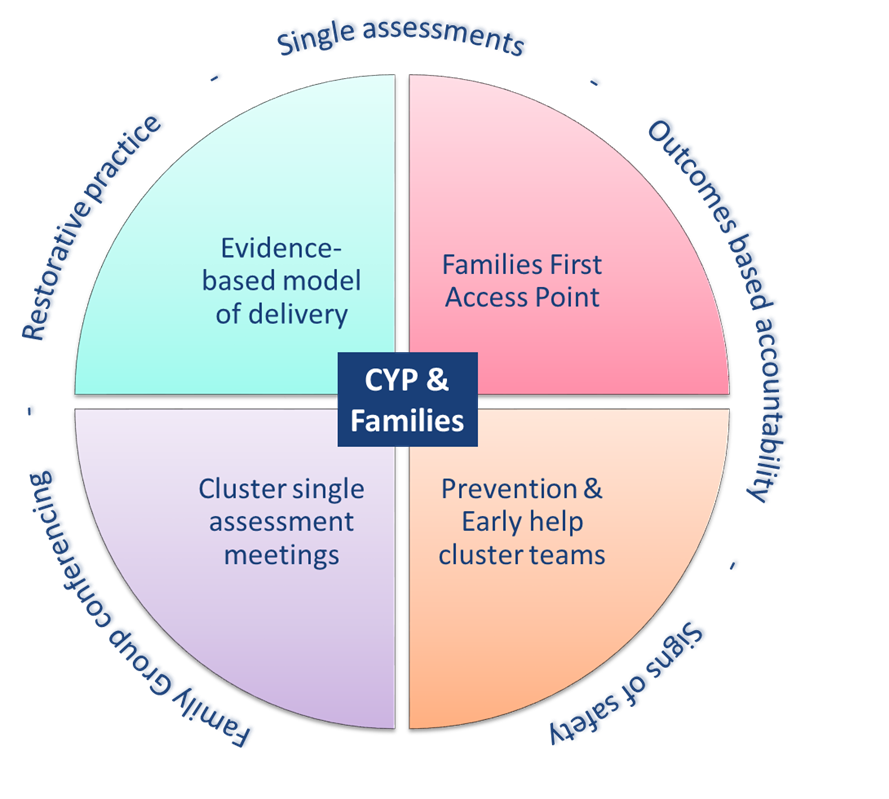 Single assessments
-
Outcomes based accountability
-
Signs of safety
Family Group conferencing
-
Restorative practice
-
Evidence-
based model
of delivery
Families First
Access Point
CYP &
Families
Cluster single
assessment
meetings
Prevention &
Early help
cluster teams